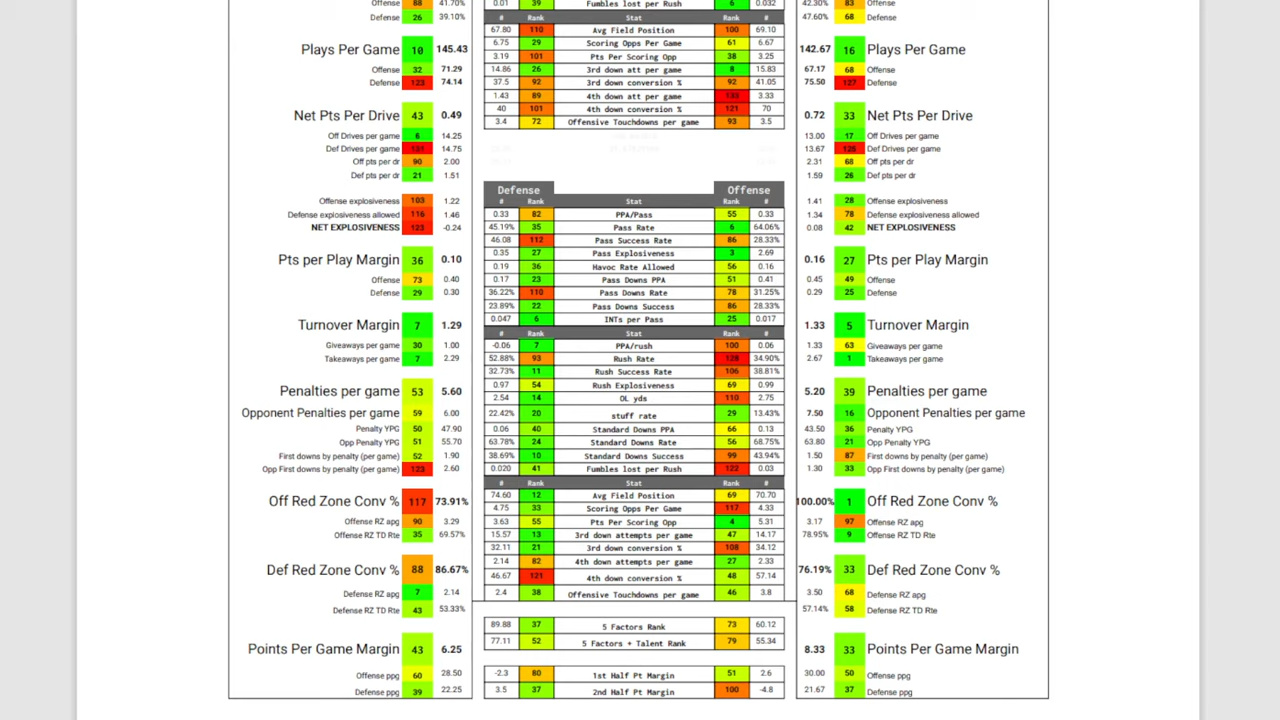 Offense 88 41.70% 0.01 39 Fumbles lost per Rush 6 0.032 42.30% 83 Offense
Defense 26 39.10% # Rank Stat Rank # 47.60% 68 Defense
67.80 110 Avg Field Position 100 69.10
Plays Per Game 10 145.43 6.75 29 Scoring Opps Per Game 61 6.67 142.67 16 Plays Per Game
3.19 101 Pts Per Scoring Opp 38 3.25
Offense 32 71.29 14.86 26 3rd down att per game 8 15.83 67.17 68 Offense
Defense 123 74.14 37.5 92 3rd down conversion % 92 41.05 75.50 127 Defense
1.43 89 4th down att per game 133 3.33
40 101 4th down conversion % 121 70
Net Pts Per Drive 43 0.49 3.4 72 Offensive Touchdowns per game 93 3.5 0.72 33 Net Pts Per Drive
Off Drives per game 6 14.25 13.00 17 Off Drives per game
Def Drives per game 131 14.75 13.67 126 Def Drives per game
Off pts per dr 90 2.00 2.31 68 Off pts per dr
Def pts per dr 21 1.51 1.59 26 Def pts per dr
Defense Offense
Offense explosiveness 103 1.22 # Rank Stat Rank # 1.41 28 Offense explosiveness
Defense explosiveness allowed 116 1.46 0.33 82 PPA/Pass 55 0.33 1.34 78 Defense explosiveness allowed
NET EXPLOSIVENESS 123 -0.24 45.19% 35 Pass Rate 6 64.06% 0.08 42 NET EXPLOSIVENESS
46.08 112 Pass Success Rate 86 28.33%
Pts per Play Margin 36 0.10 0.35 27 Pass Explosiveness 3 2.69 0.16 27 Pts per Play Margin
0.19 36 Havoc Rate Allowed 56 0.16
Offense 73 0.40 0.17 23 Pass Downs PPA 51 0.41 0.45 49 Offense
Defense 29 0.30 36.22% 110 Pass Downs Rate 78 31.25% 0.29 25 Defense
23.89% 22 Pass Downs Success 86 28.33%
Turnover Margin 7 1.29 0.047 6 INTs per Pass 25 0.017 1.33 5 Turnover Margin
# Rank Stat Rank #
Giveaways per game 30 1.00 -0.06 7 PPA/rush 100 0.06 1.33 63 Giveaways per game
Takeaways per game 7 2.29 52.88% 93 Rush Rate 128 34.90% 2.67 1 Takeaways per game
32.73% 11 Rush Success Rate 106 38.81%
Penalties per game 53 5.60 0.97 54 Rush Explosiveness 69 0.99 5.20 39 Penalties per game
2.54 14 OL yds 110 2.75
Opponent Penalties per game 59 6.00 22.42% 20 stuff rate 29 13.43% 7.50 16 Opponent Penalties per game
Penalty YPG 50 47.90 0.06 40 Standard Downs PPA 66 0.13 43.50 36 Penalty YPG
Opp Penalty YPG 51 55.70 63.78% 24 Standard Downs Rate 56 68.75% 63.80 21 Opp Penalty YPG
First downs by penalty (per game) 52 1.90 38.69% 10 Standard Downs Success 99 43.94% 1.50 87 First downs by penalty (per game)
Opp First downs by penalty (per game) 123 2.60 0.020 41 Fumbles lost per Rush 122 0.03 1.30 33 Opp First downs by penalty (per game)
# Rank Stat Rank #
Off Red Zone Conv % 117 73.91% 74.60 12 Avg Field Position 69 70.70 100.00% 1 Off Red Zone Conv %
4.75 33 Scoring Opps Per Game 117 4.33
Offense RZ apg 90 3.29 3.63 55 Pts Per Scoring Opp 4 5.31 3.17 97 Offense RZ apg
Offense RZ TD Rte 35 69.57% 15.57 13 3rd down attempts per game 47 14.17 78.95% 9 Offense RZ TD Rte
32.11 21 3rd down conversion % 108 34.12
2.14 82 4th down attempts per game 27 2.33
Def Red Zone Conv % 88 86.67% 46.67 121 4th down conversion % 48 57.14 76.19% 33 Def Red Zone Conv %
Defense RZ apg 7 2.14 2.4 38 Offensive Touchdowns per game 46 3.8 3.50 68 Defense RZ apg
Defense RZ TD Rte 43 53.33% 57.14% 58 Defense RZ TD Rte
89.88 37 5 Factors Rank 73 60.12
Points Per Game Margin 43 6.25 77.11 52 5 Factors + Talent Rank 79 55.34 8.33 33 Points Per Game Margin
Offense ppg 60 28.50 -2.3 80 1st Half Pt Margin 51 2.6 30.00 50 Offense ppg
Defense ppg 39 22.25 3.5 37 2nd Half Pt Margin 100 -4.8 21.67 37 Defense ppg